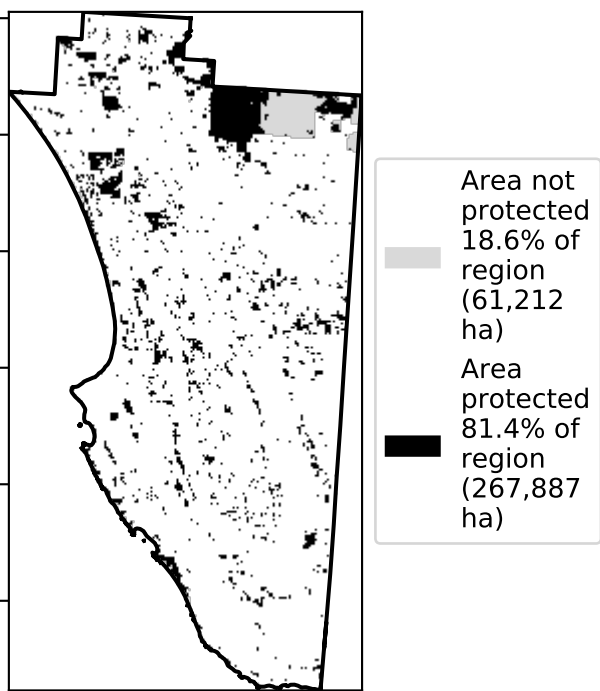 Area not
protected
18.6% of
region
(61,212
ha)
Area
protected
81.4% of
region
(267,887
ha)